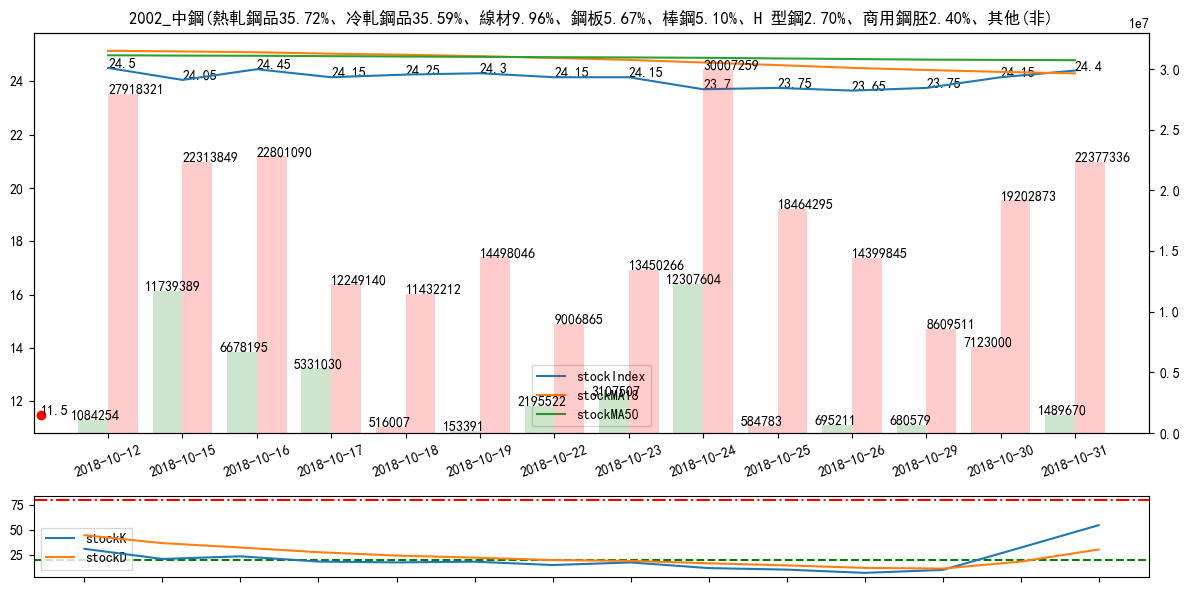 2002_中鋼(熱軋鋼品35.72%、冷軋鋼品35.59%、線材9.96%、鋼板5.67%、棒鋼5.10%、H 型鋼2.70%、商用鋼胚2.40%、其他(非)
1e7
24.5 24.05 24.45 24.15 24.25 24.3 24.15 24.15 23.7 23.75 23.65 23.75 24.15 24.4
27918321 22313849 22801090 12249140 11432212 14498046 9006865 13450266 30007259 18464295 14399845 8609511 19202873 22377336
1084254 11739389 6678195 5331030 516007 153391 2195522 3107507 12307604 584783 695211 680579 7123000 1489670
11.5
24
22
20
18
16
14
12
3.0
2.5
2.0
1.5
1.0
0.5
0.0
stockIndex
stockMA18
stockMA50
2018-10-12 2018-10-15 2018-10-16 2018-10-17 2018-10-18 2018-10-19 2018-10-22 2018-10-23 2018-10-24 2018-10-25 2018-10-26 2018-10-29 2018-10-30 2018-10-31
75
50
25
stockK
stockD